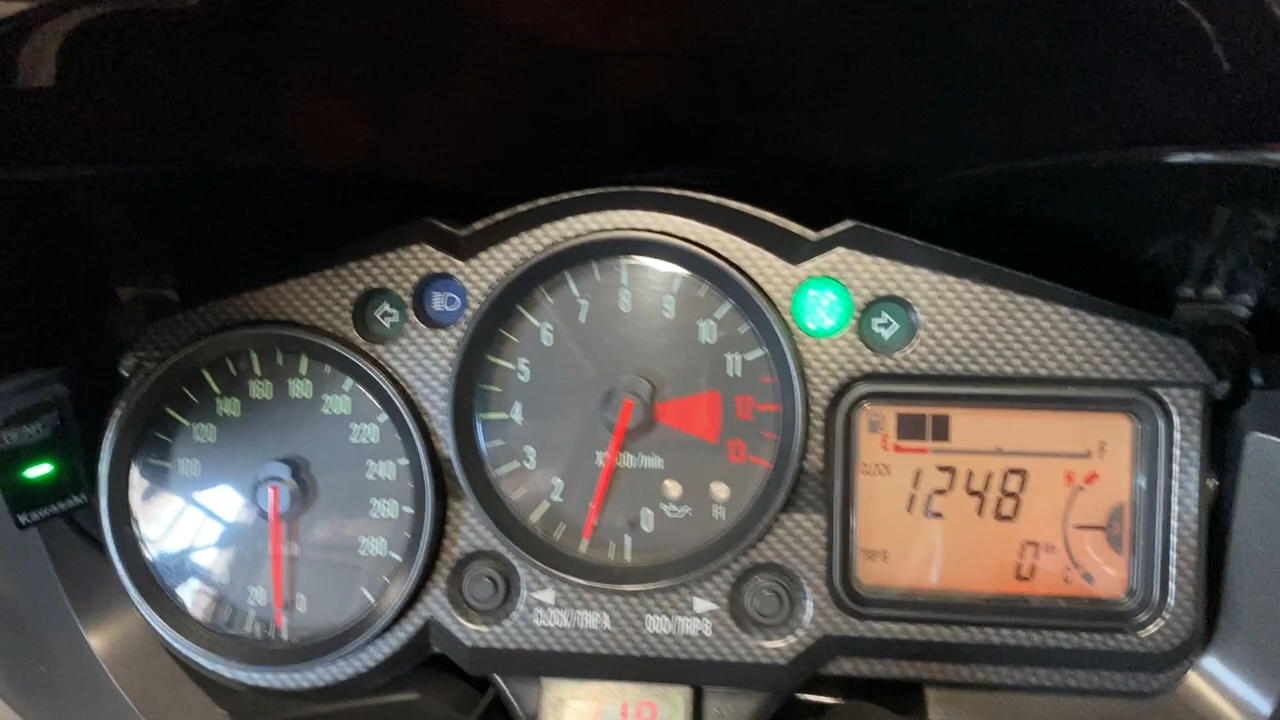 100
120
140
160
180
200
220
240
260
280
20
0
0
2
3
4
5
6
7
8
9
10
11
12
13
X1000r/min
CLOCK/TRIP A
ODO/TRIP B
E
F
CLOCK
1248
TRIP B
0
H
C
Kawasaki